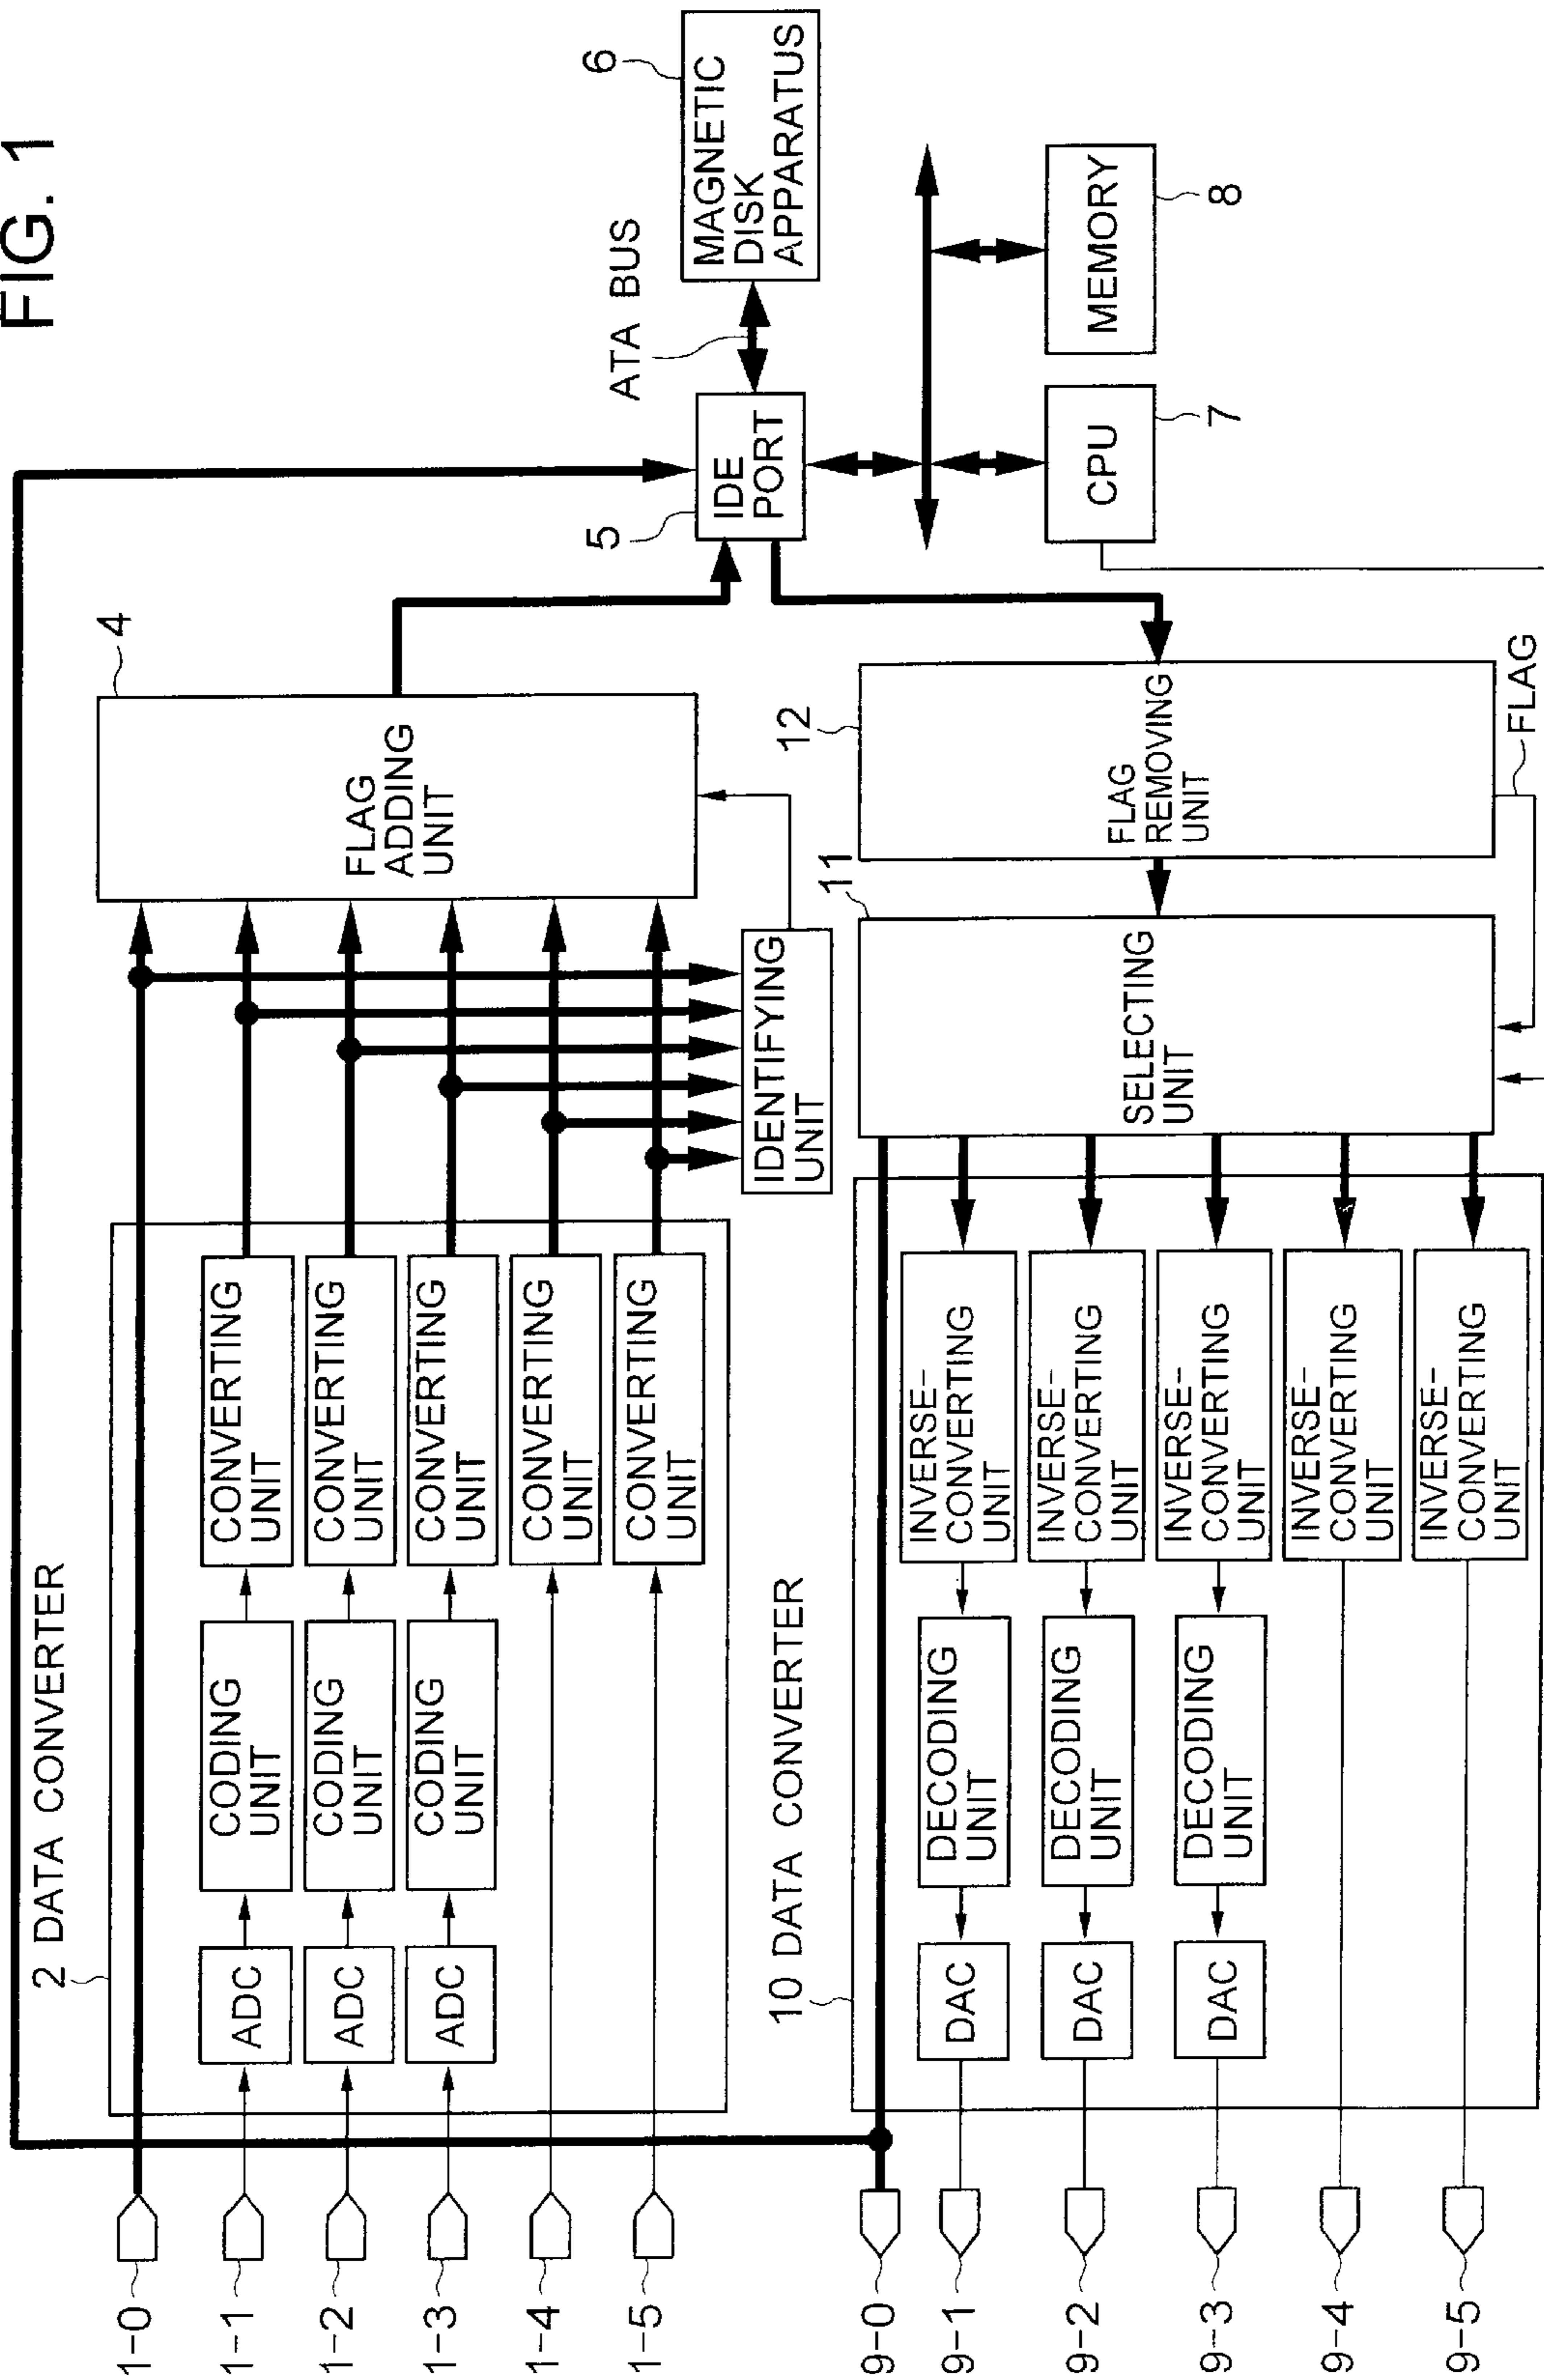 FIG. 1
2 DATA CONVERTER
1-0
1-1
ADC
CODING
UNIT
CONVERTING
UNIT
1-2
ADC
CODING
UNIT
CONVERTING
UNIT
1-3
ADC
CODING
UNIT
CONVERTING
UNIT
1-4
CONVERTING
UNIT
1-5
CONVERTING
UNIT
4
FLAG
ADDING
UNIT
IDENTIFYING
UNIT
5
IDE
PORT
ATA BUS
6
MAGNETIC
DISK
APPARATUS
CPU
7
MEMORY
8
10 DATA CONVERTER
11
SELECTING
UNIT
12
FLAG
REMOVING
UNIT
FLAG
9-0
9-1
DAC
DECODING
UNIT
INVERSE-
CONVERTING
UNIT
9-2
DAC
DECODING
UNIT
INVERSE-
CONVERTING
UNIT
9-3
DAC
DECODING
UNIT
INVERSE-
CONVERTING
UNIT
9-4
INVERSE-
CONVERTING
UNIT
9-5
INVERSE-
CONVERTING
UNIT